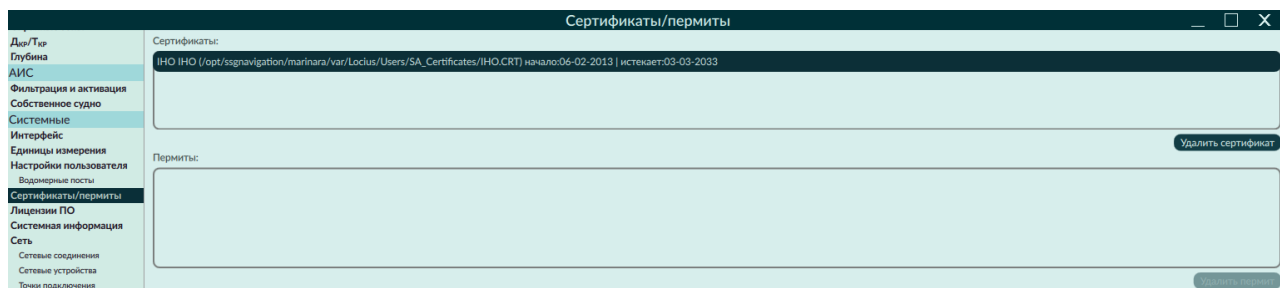 Сертификаты/пермиты
_ □ X
Дкр/Ткр
Глубина
АИС
Фильтрация и активация
Собственное судно
Системные
Интерфейс
Единицы измерения
Настройки пользователя
Водомерные посты
Сертификаты/пермиты
Лицензии ПО
Системная информация
Сеть
Сетевые соединения
Сетевые устройства
Точки подключения
Сертификаты:
IHO IHO (/opt/ssgnavigation/marinara/var/Locius/Users/SA_Certificates/IHO.CRT) начало:06-02-2013 | истекает:03-03-2033
Удалить сертификат
Пермиты:
Удалить пермит